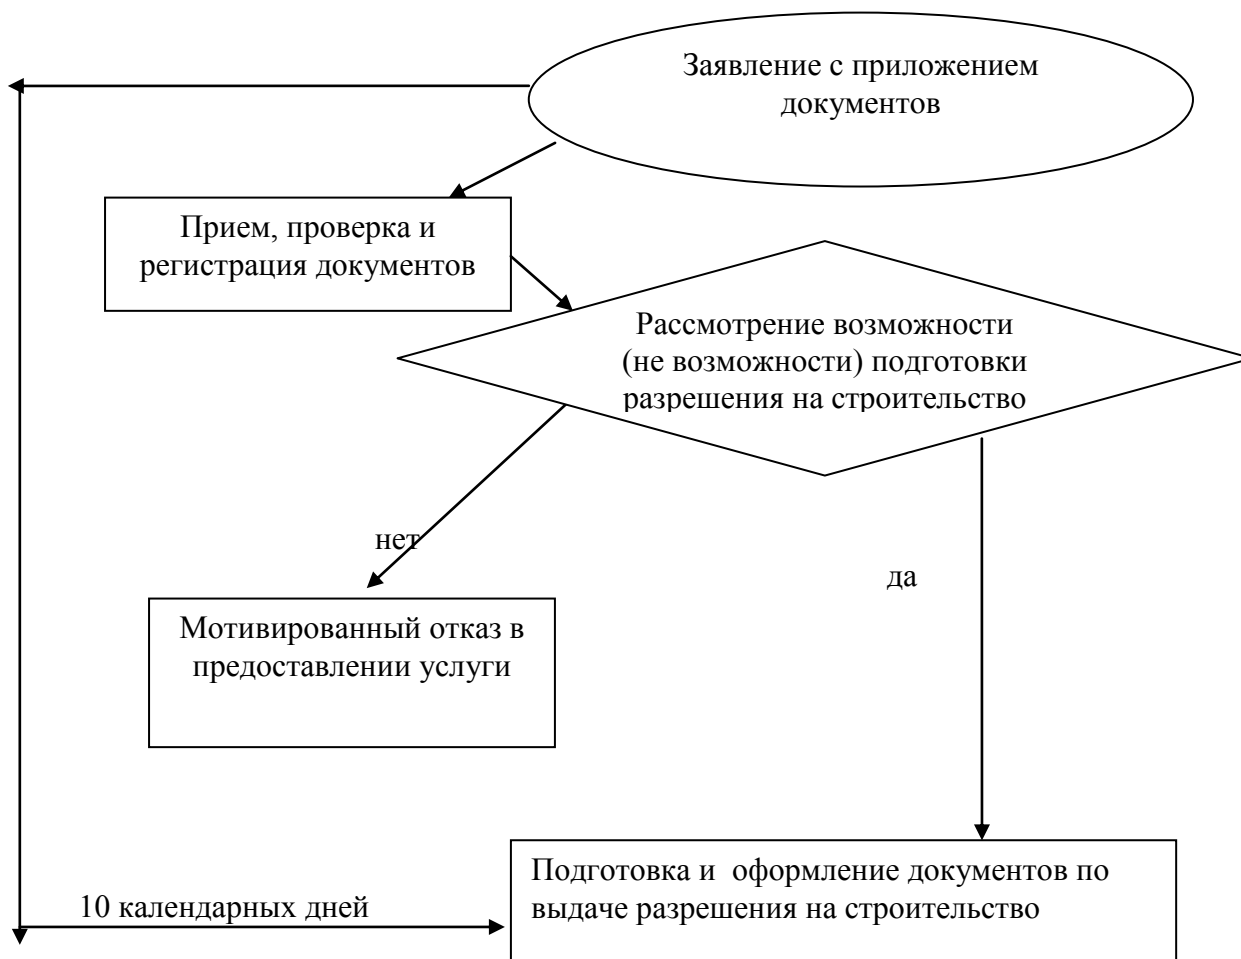 Заявление с приложением
документов
Прием, проверка и
регистрация документов
Рассмотрение возможности
(не возможности) подготовки
разрешения на строительство
нет
да
Мотивированный отказ в
предоставлении услуги
Подготовка и  оформление документов по
выдаче разрешения на строительство
10 календарных дней